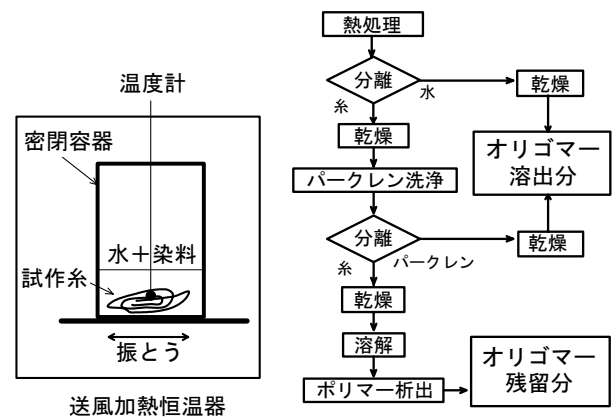 温度計
密閉容器
水＋染料
試作糸
振とう
送風加熱恒温器
熱処理
分離
糸
水
乾燥
乾燥
パークレン洗浄
オリゴマー
溶出分
分離
糸
パークレン
乾燥
乾燥
溶解
ポリマー析出
オリゴマー
残留分